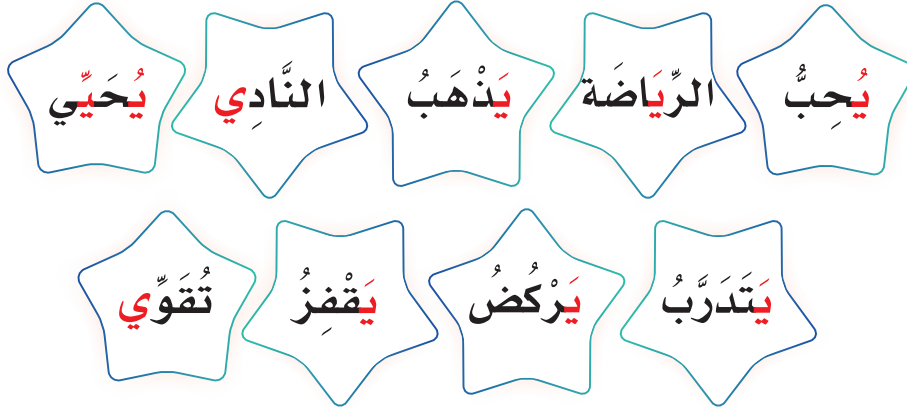 يُحِبُّ الرِّيَاضَة يَذْهَبُ النَّادِي يُحَيِّي
يَتَدَرَّبُ يَرْكُضُ يَقْفِزُ تُقَوِّي